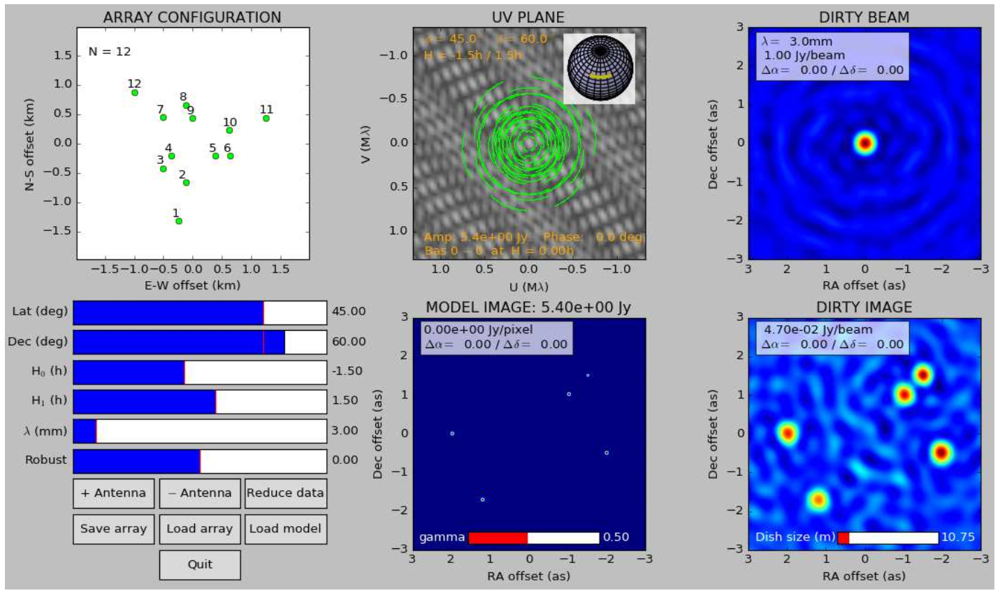 ARRAY CONFIGURATION
N = 12
12
8
7
9
11
10
4
5
6
3
2
1
1.5
1.0
0.5
0.0
−0.5
−1.0
−1.5
−1.5
−1.0
−0.5
0.0
0.5
1.0
1.5
N-S offset (km)
E-W offset (km)
UV PLANE
= 45.0
= 60.0
H = -1.5h / 1.5h
Amp: 5.4e+00 Jy Phase: 0.0 deg
Bas 0 − 0 at H = 0.00h
−1.0
−0.5
0.0
0.5
1.0
1.0
0.5
0.0
−0.5
−1.0
V (Mλ)
U (Mλ)
DIRTY BEAM
λ = 3.0mm
1.00 Jy/beam
Δα = 0.00 / Δδ = 0.00
3
2
1
0
−1
−2
−3
3
2
1
0
−1
−2
−3
Dec offset (as)
RA offset (as)
Lat (deg)
45.00
Dec (deg)
60.00
H₀ (h)
-1.50
H₁ (h)
1.50
λ (mm)
3.00
Robust
0.00
+ Antenna
− Antenna
Reduce data
Save array
Load array
Load model
Quit
MODEL IMAGE: 5.40e+00 Jy
0.00e+00 Jy/pixel
Δα = 0.00 / Δδ = 0.00
gamma
0.50
3
2
1
0
−1
−2
−3
3
2
1
0
−1
−2
−3
Dec offset (as)
RA offset (as)
DIRTY IMAGE
4.70e-02 Jy/beam
Δα = 0.00 / Δδ = 0.00
Dish size (m)
10.75
3
2
1
0
−1
−2
−3
3
2
1
0
−1
−2
−3
Dec offset (as)
RA offset (as)